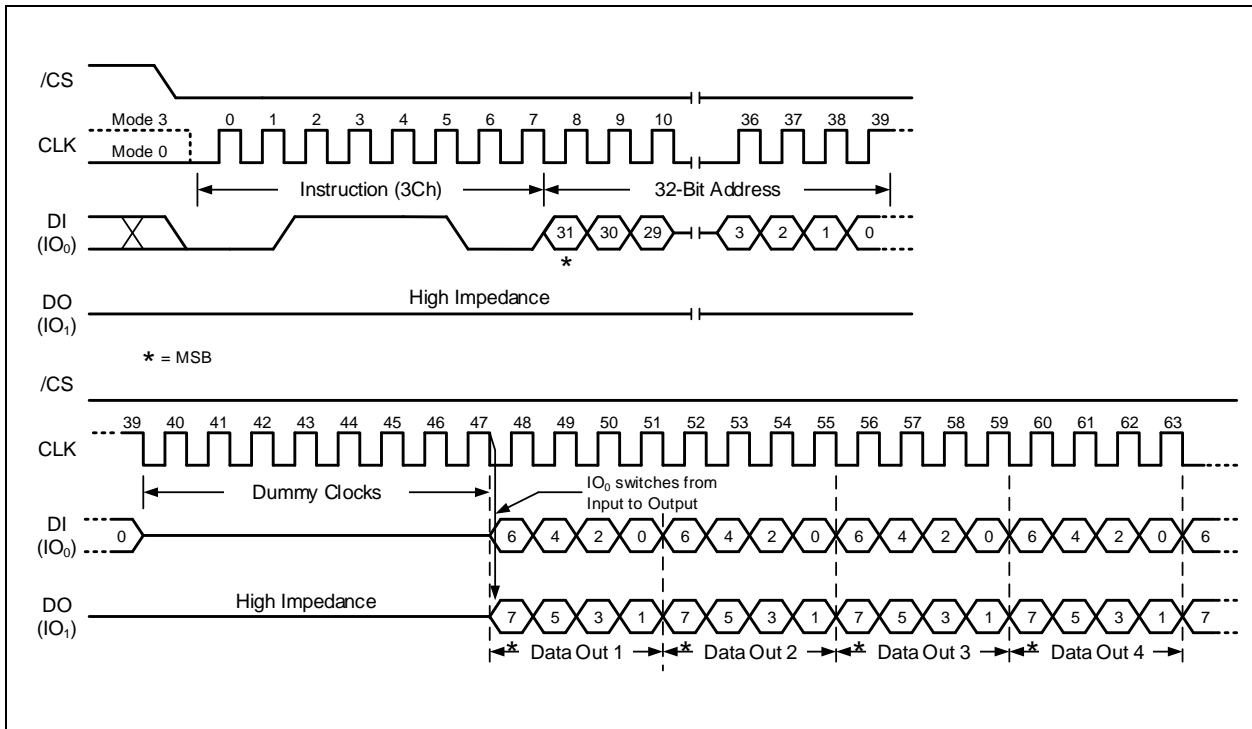 /CS
Mode 3 0 1 2 3 4 5 6 7 8 9 10 36 37 38 39
CLK
Mode 0
Instruction (3Ch) 32-Bit Address
DI
(IO₀)
31 30 29 3 2 1 0
*
High Impedance
DO
(IO₁)
* = MSB
/CS
39 40 41 42 43 44 45 46 47 48 49 50 51 52 53 54 55 56 57 58 59 60 61 62 63
CLK
Dummy Clocks
IO₀ switches from
Input to Output
DI
(IO₀)
0 6 4 2 0 6 4 2 0 6 4 2 0 6 4 2 0 6
High Impedance
DO
(IO₁)
7 5 3 1 7 5 3 1 7 5 3 1 7 5 3 1 7
* Data Out 1 * Data Out 2 * Data Out 3 * Data Out 4